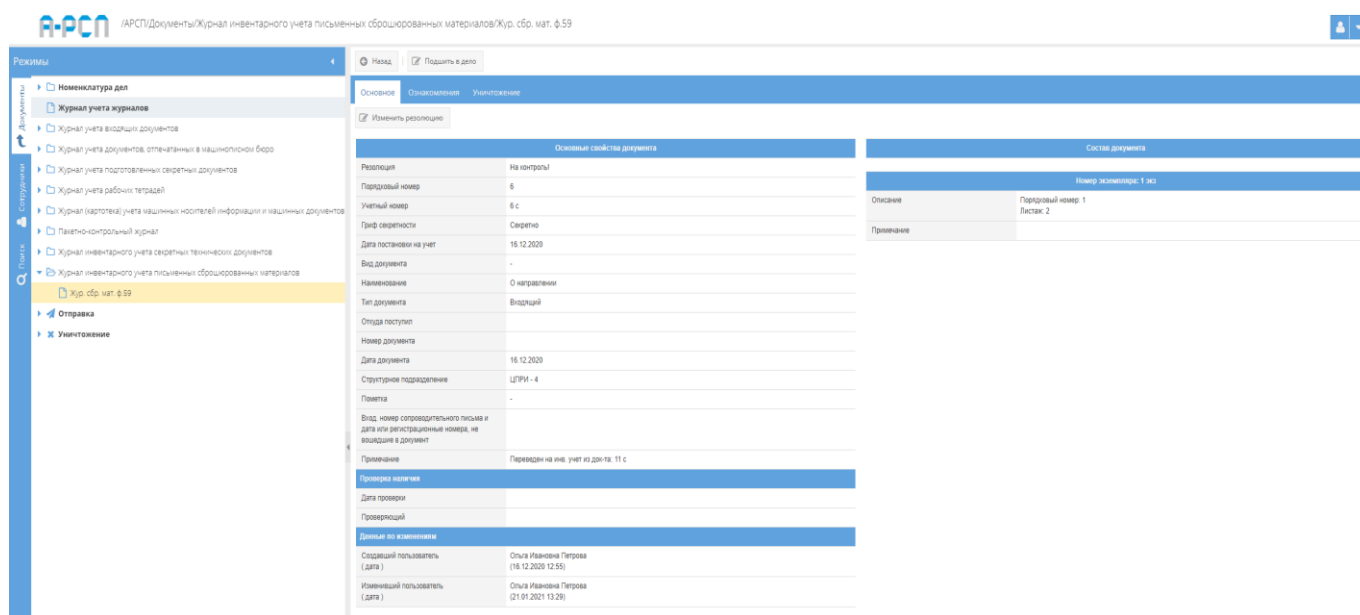 А-РСП
/АРСП/Документы/Журнал инвентарного учета письменных сброшюрованных материалов/Жур. сбр. мат. ф.59
Режимы
Документы
Сотрудники
Поиск
Номенклатура дел
Журнал учета журналов
Журнал учета входящих документов
Журнал учета документов, отпечатанных в машинописном бюро
Журнал учета подготовленных секретных документов
Журнал учета рабочих тетрадей
Журнал (картотека) учета машинных носителей информации и машинных документов
Пакетно-контрольный журнал
Журнал инвентарного учета секретных технических документов
Журнал инвентарного учета письменных сброшюрованных материалов
Жур. сбр. мат. ф.59
Отправка
Уничтожение
Назад
Подшить в дело
Основное Ознакомления Уничтожение
Изменить резолюцию
Основные свойства документа
Резолюция На контроль!
Порядковый номер 6
Учетный номер 6 с
Гриф секретности Секретно
Дата постановки на учет 16.12.2020
Вид документа -
Наименование О направлении
Тип документа Входящий
Откуда поступил
Номер документа
Дата документа 16.12.2020
Структурное подразделение ЦПРИ - 4
Пометка -
Вход. номер сопроводительного письма и
дата или регистрационные номера, не
вошедшие в документ
Примечание Переведен на инв. учет из док-та: 11 с
Проверка наличия
Дата проверки
Проверяющий
Данные по изменениям
Создавший пользователь Ольга Ивановна Петрова
( дата ) (16.12.2020 12:55)
Изменивший пользователь Ольга Ивановна Петрова
( дата ) (21.01.2021 13:29)
Состав документа
Номер экземпляра: 1 экз
Описание Порядковый номер: 1
Листаж: 2
Примечание